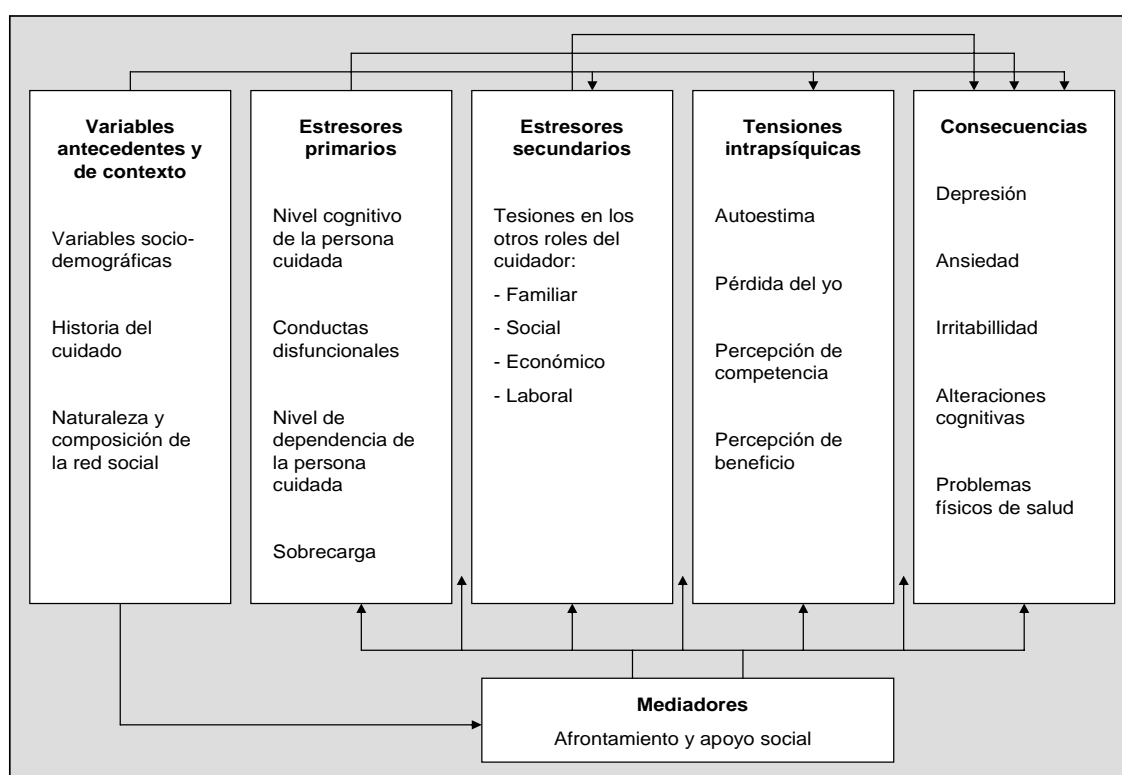 Variables
antecedentes y
de contexto
Variables socio-
demográficas
Historia del
cuidado
Naturaleza y
composición de
la red social
Estresores
primarios
Nivel cognitivo
de la persona
cuidada
Conductas
disfuncionales
Nivel de
dependencia de
la persona
cuidada
Sobrecarga
Estresores
secundarios
Tesiones en los
otros roles del
cuidador:
- Familiar
- Social
- Económico
- Laboral
Tensiones
intrapsíquicas
Autoestima
Pérdida del yo
Percepción de
competencia
Percepción de
beneficio
Consecuencias
Depresión
Ansiedad
Irritabillidad
Alteraciones
cognitivas
Problemas
físicos de salud
Mediadores
Afrontamiento y apoyo social